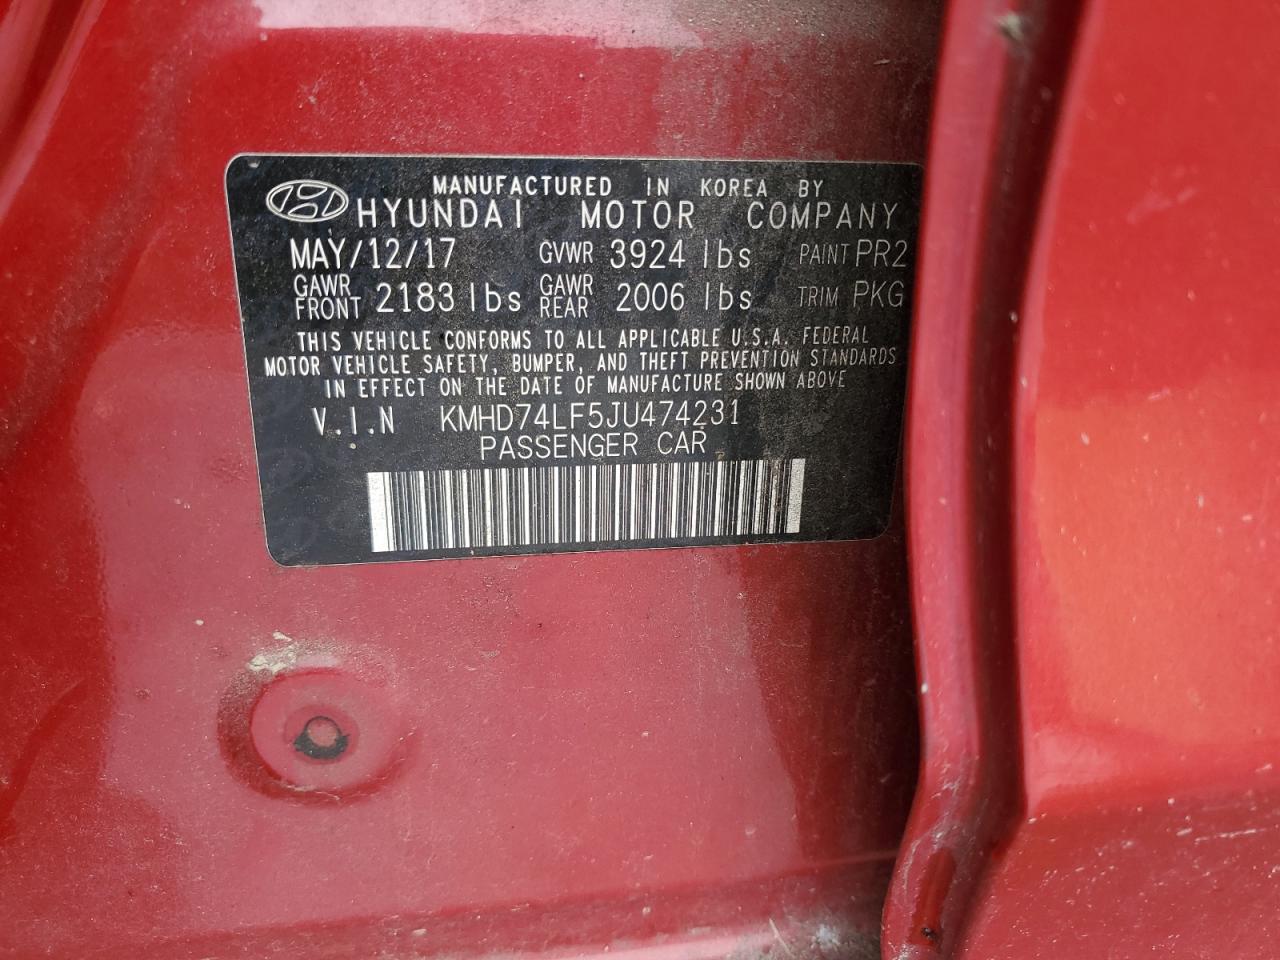 MANUFACTURED IN KOREA BY
HYUNDAI MOTOR COMPANY
MAY/12/17 GVWR 3924 lbs PAINT PR2
GAWR FRONT 2183 lbs GAWR REAR 2006 lbs TRIM PKG
THIS VEHICLE CONFORMS TO ALL APPLICABLE U.S.A. FEDERAL
MOTOR VEHICLE SAFETY, BUMPER, AND THEFT PREVENTION STANDARDS
IN EFFECT ON THE DATE OF MANUFACTURE SHOWN ABOVE
V.I.N KMHD74LF5JU474231
PASSENGER CAR